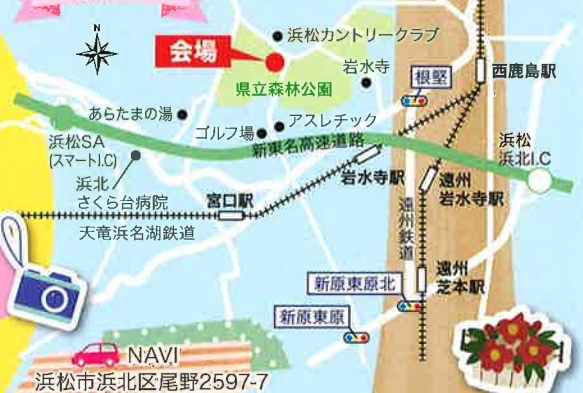 N
浜松カントリークラブ
会場
岩水寺
西鹿島駅
根堅
県立森林公園
あらたまの湯
アスレチック
ゴルフ場
新東名高速道路
浜松SA
(スマートI.C)
浜松
浜北I.C
岩水寺駅
遠州
岩水寺駅
浜北
さくら台病院
宮口駅
遠州鉄道
天竜浜名湖鉄道
遠州
芝本駅
新原東原北
新原東原
NAVI
浜松市浜北区尾野2597-7